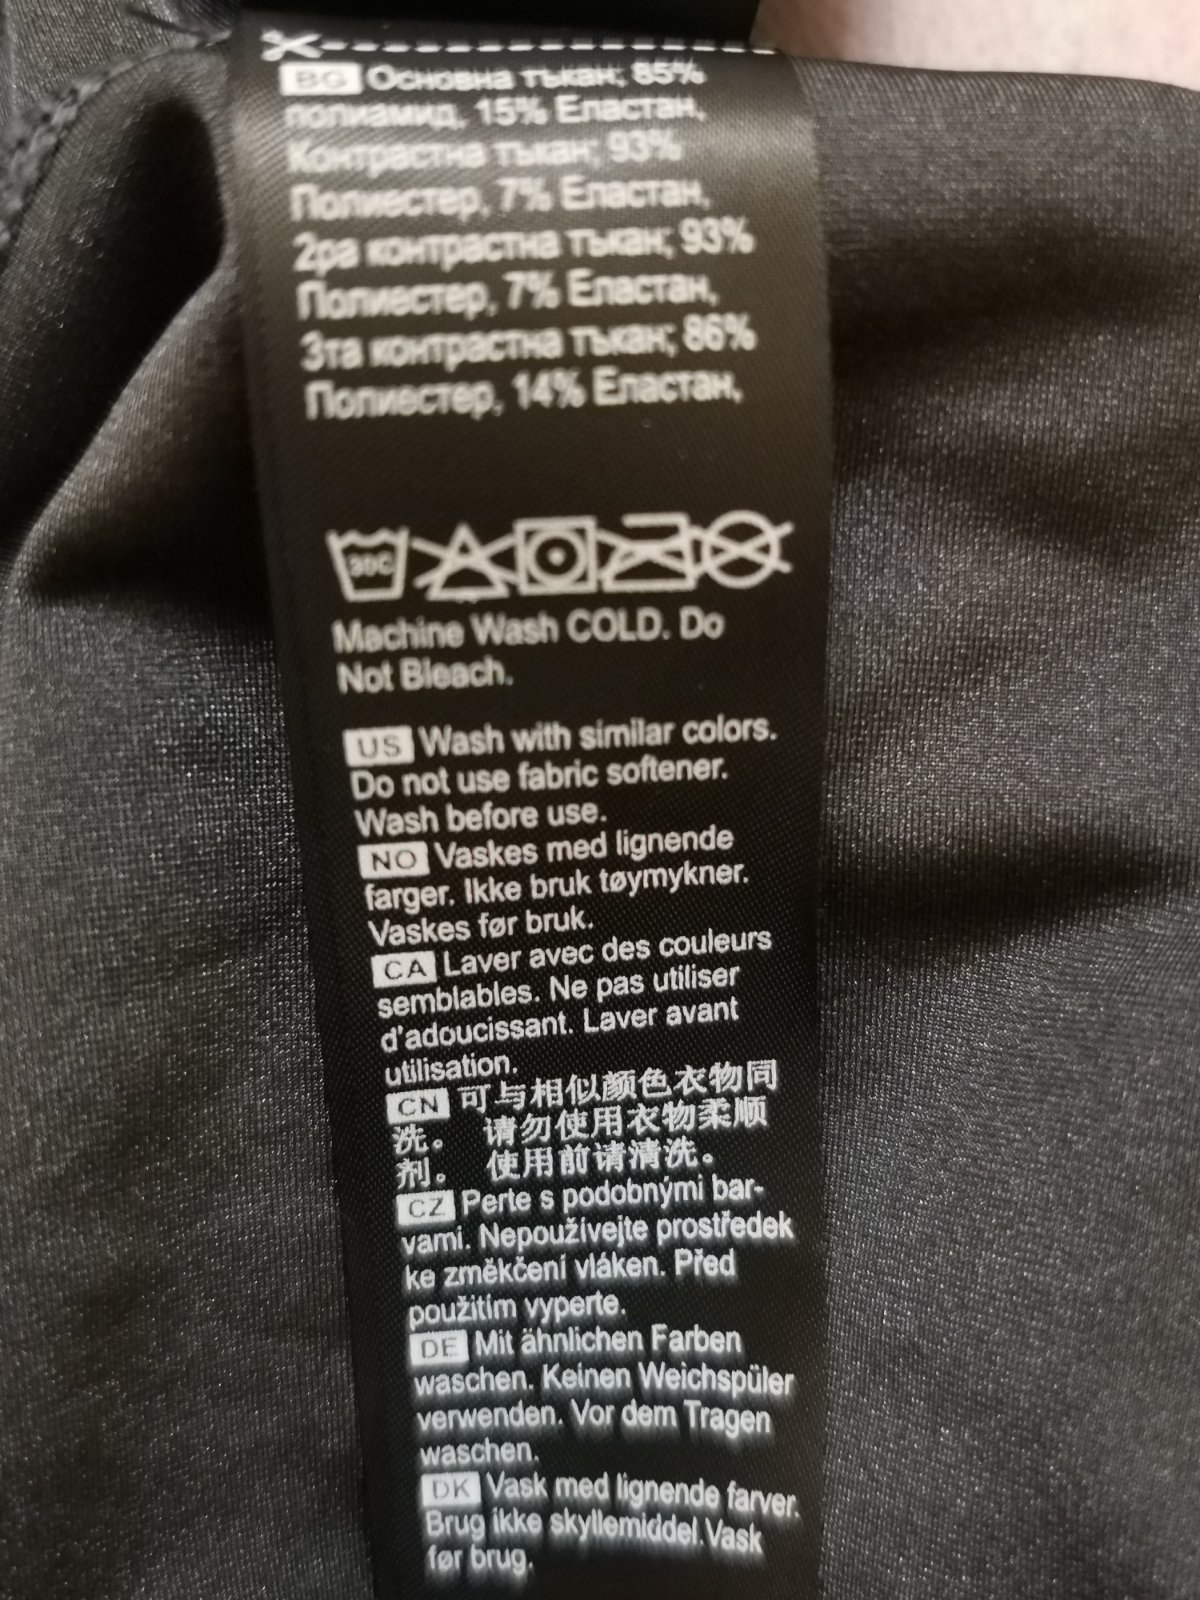 BG Основна тъкан; 85%
полиамид, 15% Еластан,
Контрастна тъкан; 93%
Полиестер, 7% Еластан,
2ра контрастна тъкан; 93%
Полиестер, 7% Еластан,
3та контрастна тъкан; 86%
Полиестер, 14% Еластан,
30C
Machine Wash COLD. Do
Not Bleach.
US Wash with similar colors.
Do not use fabric softener.
Wash before use.
NO Vaskes med lignende
farger. Ikke bruk tøymykner.
Vaskes før bruk.
CA Laver avec des couleurs
semblables. Ne pas utiliser
d'adoucissant. Laver avant
utilisation.
CN 可与相似颜色衣物同
洗。 请勿使用衣物柔顺
剂。 使用前请清洗。
CZ Perte s podobnými bar-
vami. Nepoužívejte prostředek
ke změkčení vláken. Před
použitím vyperte.
DE Mit ähnlichen Farben
waschen. Keinen Weichspüler
verwenden. Vor dem Tragen
waschen.
DK Vask med lignende farver.
Brug ikke skyllemiddel.Vask
før brug.